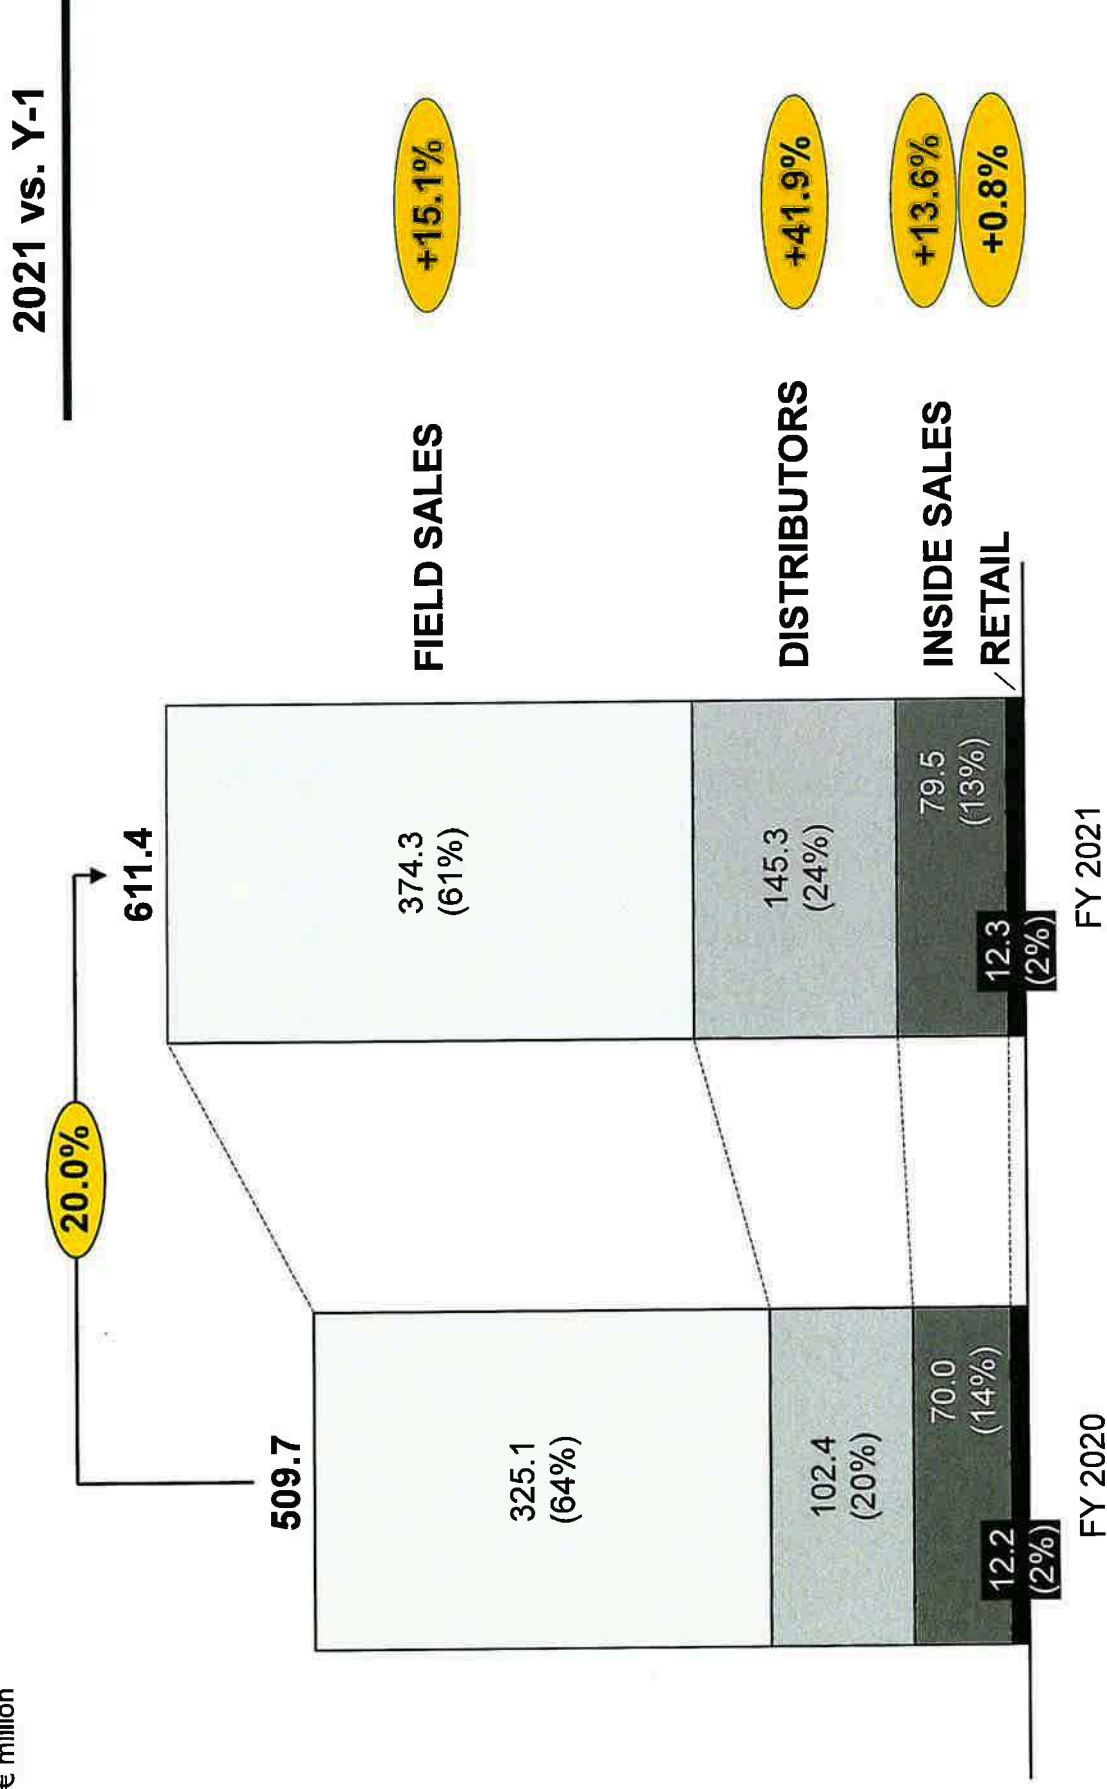 € million
2021 vs. Y-1
20.0%
509.7
611.4
325.1
(64%)
374.3
(61%)
FIELD SALES
+15.1%
102.4
(20%)
145.3
(24%)
DISTRIBUTORS
+41.9%
70.0
(14%)
79.5
(13%)
INSIDE SALES
+13.6%
12.2
(2%)
12.3
(2%)
RETAIL
+0.8%
FY 2020
FY 2021